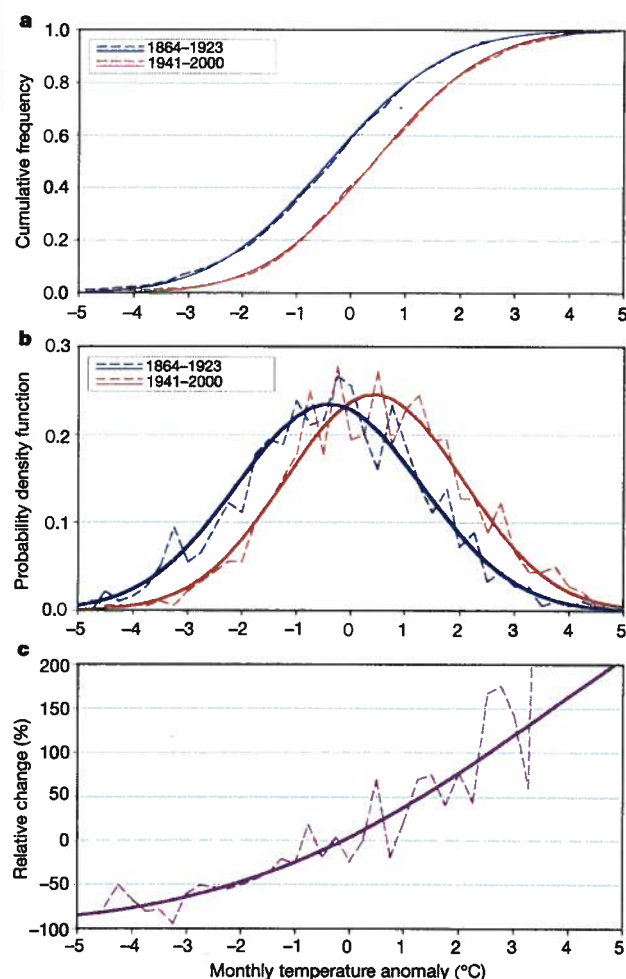 a
1.0
0.8
0.6
0.4
0.2
0.0
Cumulative frequency
1864–1923
1941–2000
−5 −4 −3 −2 −1 0 1 2 3 4 5
b
0.3
0.2
0.1
0.0
Probability density function
1864–1923
1941–2000
−5 −4 −3 −2 −1 0 1 2 3 4 5
c
200
150
100
50
0
−50
−100
Relative change (%)
−5 −4 −3 −2 −1 0 1 2 3 4 5
Monthly temperature anomaly (°C)